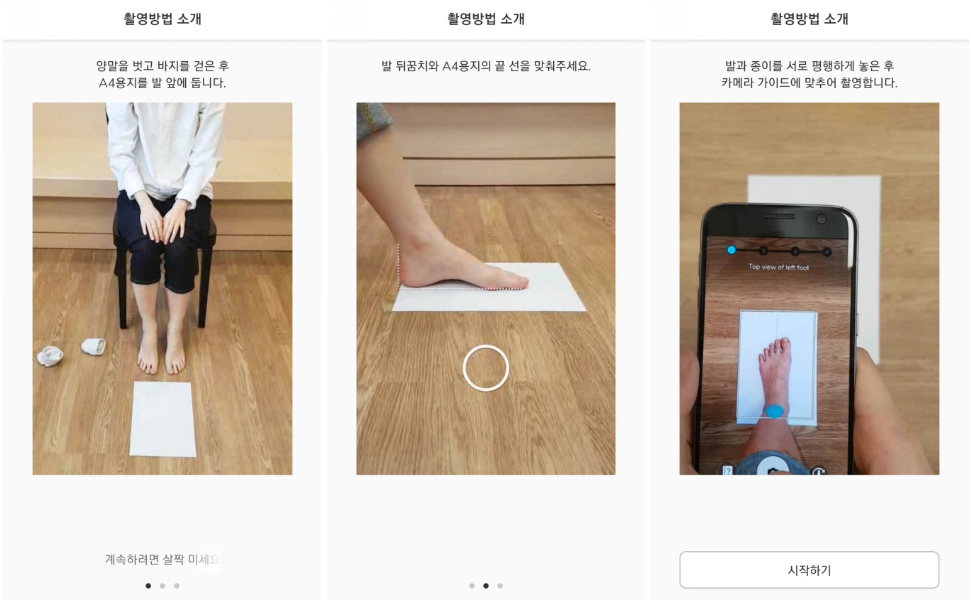 촬영방법 소개
양말을 벗고 바지를 걷은 후
A4용지를 발 앞에 둡니다.
계속하려면 살짝 미세요
촬영방법 소개
발 뒤꿈치와 A4용지의 끝 선을 맞춰주세요.
촬영방법 소개
발과 종이를 서로 평행하게 놓은 후
카메라 가이드에 맞추어 촬영합니다.
Top view of left foot
시작하기